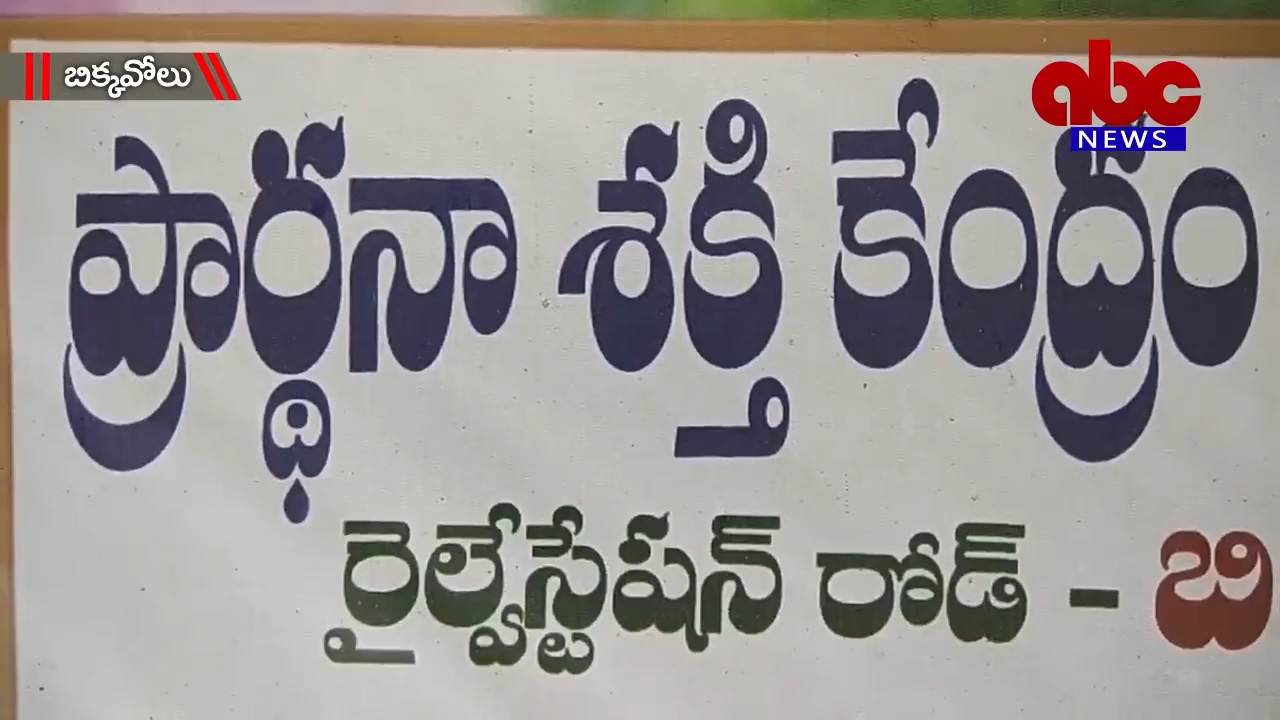 బిక్కవోలు
abc
NEWS
ప్రార్థనా శక్తి కేంద్రం
రైల్వేస్టేషన్ రోడ్ - బి